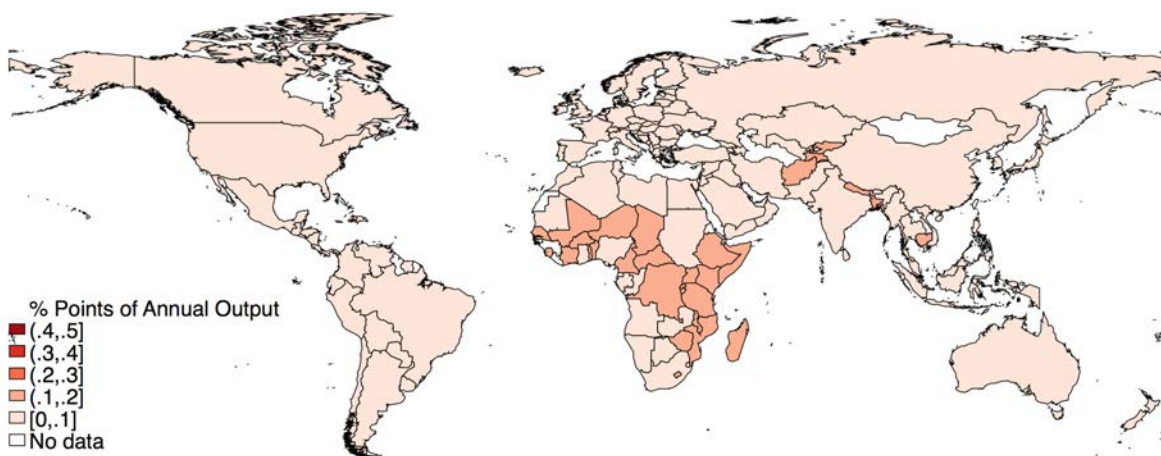 % Points of Annual Output
(.4,.5]
(.3,.4]
(.2,.3]
(.1,.2]
[0,.1]
No data